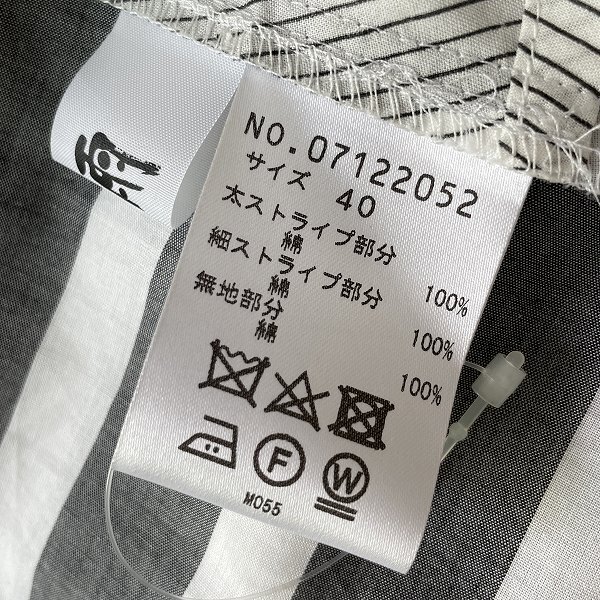 No.07122052
サイズ 40
太ストライプ部分
綿 100%
細ストライプ部分
綿 100%
無地部分
綿 100%
F
W
M055